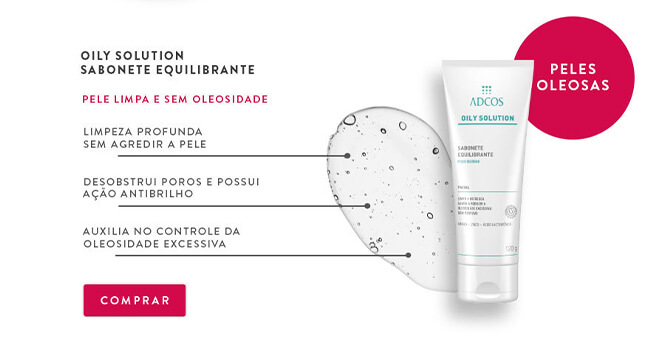 OILY SOLUTION
SABONETE EQUILIBRANTE
PELE LIMPA E SEM OLEOSIDADE
LIMPEZA PROFUNDA
SEM AGREDIR A PELE
DESOBSTRUI POROS E POSSUI
AÇÃO ANTIBRILHO
AUXILIA NO CONTROLE DA
OLEOSIDADE EXCESSIVA
COMPRAR
PELES
OLEOSAS
ADCOS
OILY SOLUTION
SABONETE
EQUILIBRANTE
120 g